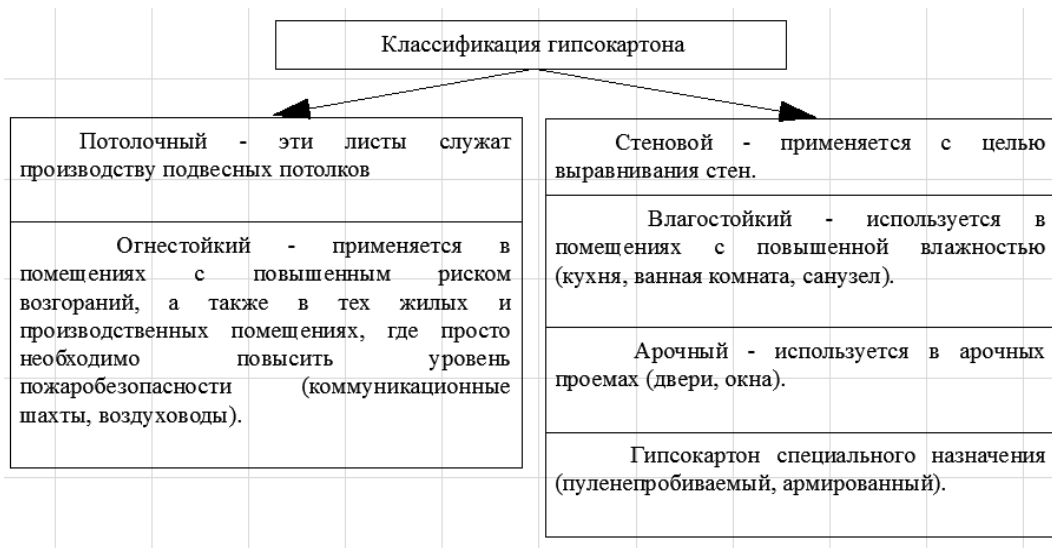 Классификация гипсокартона
Потолочный - эти листы служат
производству подвесных потолков
Огнестойкий - применяется в
помещениях с повышенным риском
возгораний, а также в тех жилых и
производственных помещениях, где просто
необходимо повысить уровень
пожаробезопасности (коммуникационные
шахты, воздуховоды).
Стеновой - применяется с целью
выравнивания стен.
Влагостойкий - используется в
помещениях с повышенной влажностью
(кухня, ванная комната, санузел).
Арочный - используется в арочных
проемах (двери, окна).
Гипсокартон специального назначения
(пуленепробиваемый, армированный).